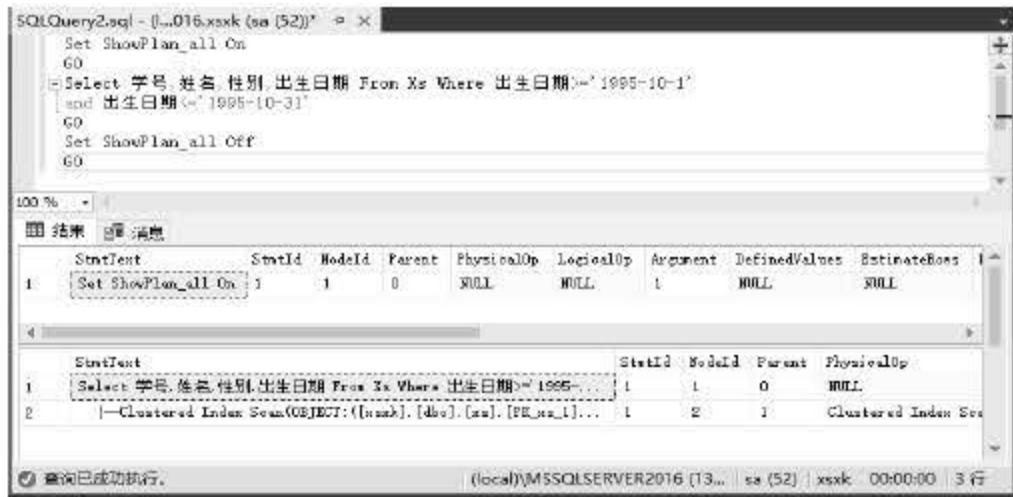 SQLQuery2.sql - (l...016.xsxk (sa (52))*
Set ShowPlan_all On
GO
Select 学号,姓名,性别,出生日期 From Xs Where 出生日期>='1995-10-1'
and 出生日期<='1995-10-31'
GO
Set ShowPlan_all Off
GO
100 %
结果 消息
StmtText StmtId NodeId Parent PhysicalOp LogicalOp Argument DefinedValues EstimateRows
1 Set ShowPlan_all On 1 1 0 NULL NULL 1 NULL NULL
StmtText StmtId NodeId Parent PhysicalOp
1 Select 学号,姓名,性别,出生日期 From Xs Where 出生日期>='1995-... 1 1 0 NULL
2 |--Clustered Index Scan(OBJECT:([xsxk].[dbo].[xs].[PK_xs_1]... 1 2 1 Clustered Index Sca
查询已成功执行。 (local)\MSSQLSERVER2016 (13... sa (52) xsxk 00:00:00 3 行